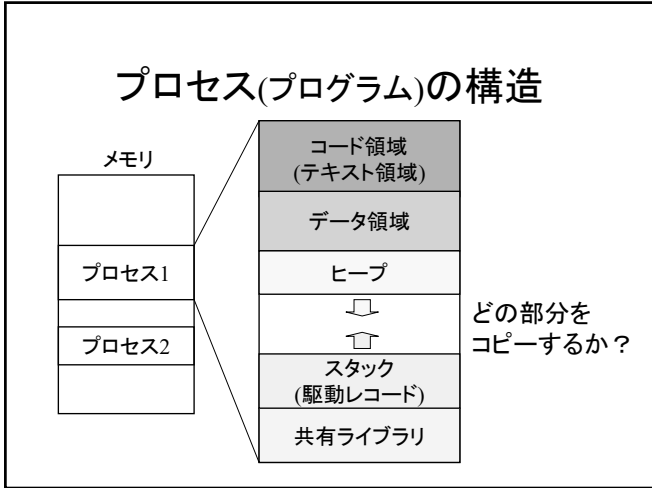 プロセス(プログラム)の構造
メモリ
プロセス1
プロセス2
コード領域
(テキスト領域)
データ領域
ヒープ
スタック
(駆動レコード)
共有ライブラリ
どの部分を
コピーするか？